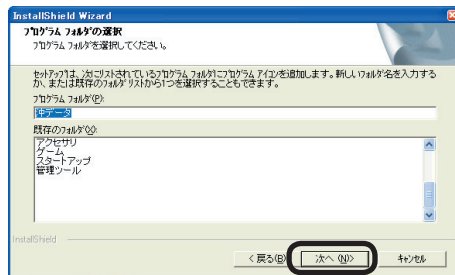 InstallShield Wizard
プログラム フォルダの選択
プログラム フォルダを選択してください。
セットアップは、次にリストされているプログラム フォルダにプログラム アイコンを追加します。新しいフォルダ名を入力する
か、または既存のフォルダ リストから1つを選択することもできます。
プログラム フォルダ(P):
沖データ
既存のフォルダ(X):
アクセサリ
ゲーム
スタートアップ
管理ツール
InstallShield
< 戻る(B)
次へ (N)>
キャンセル